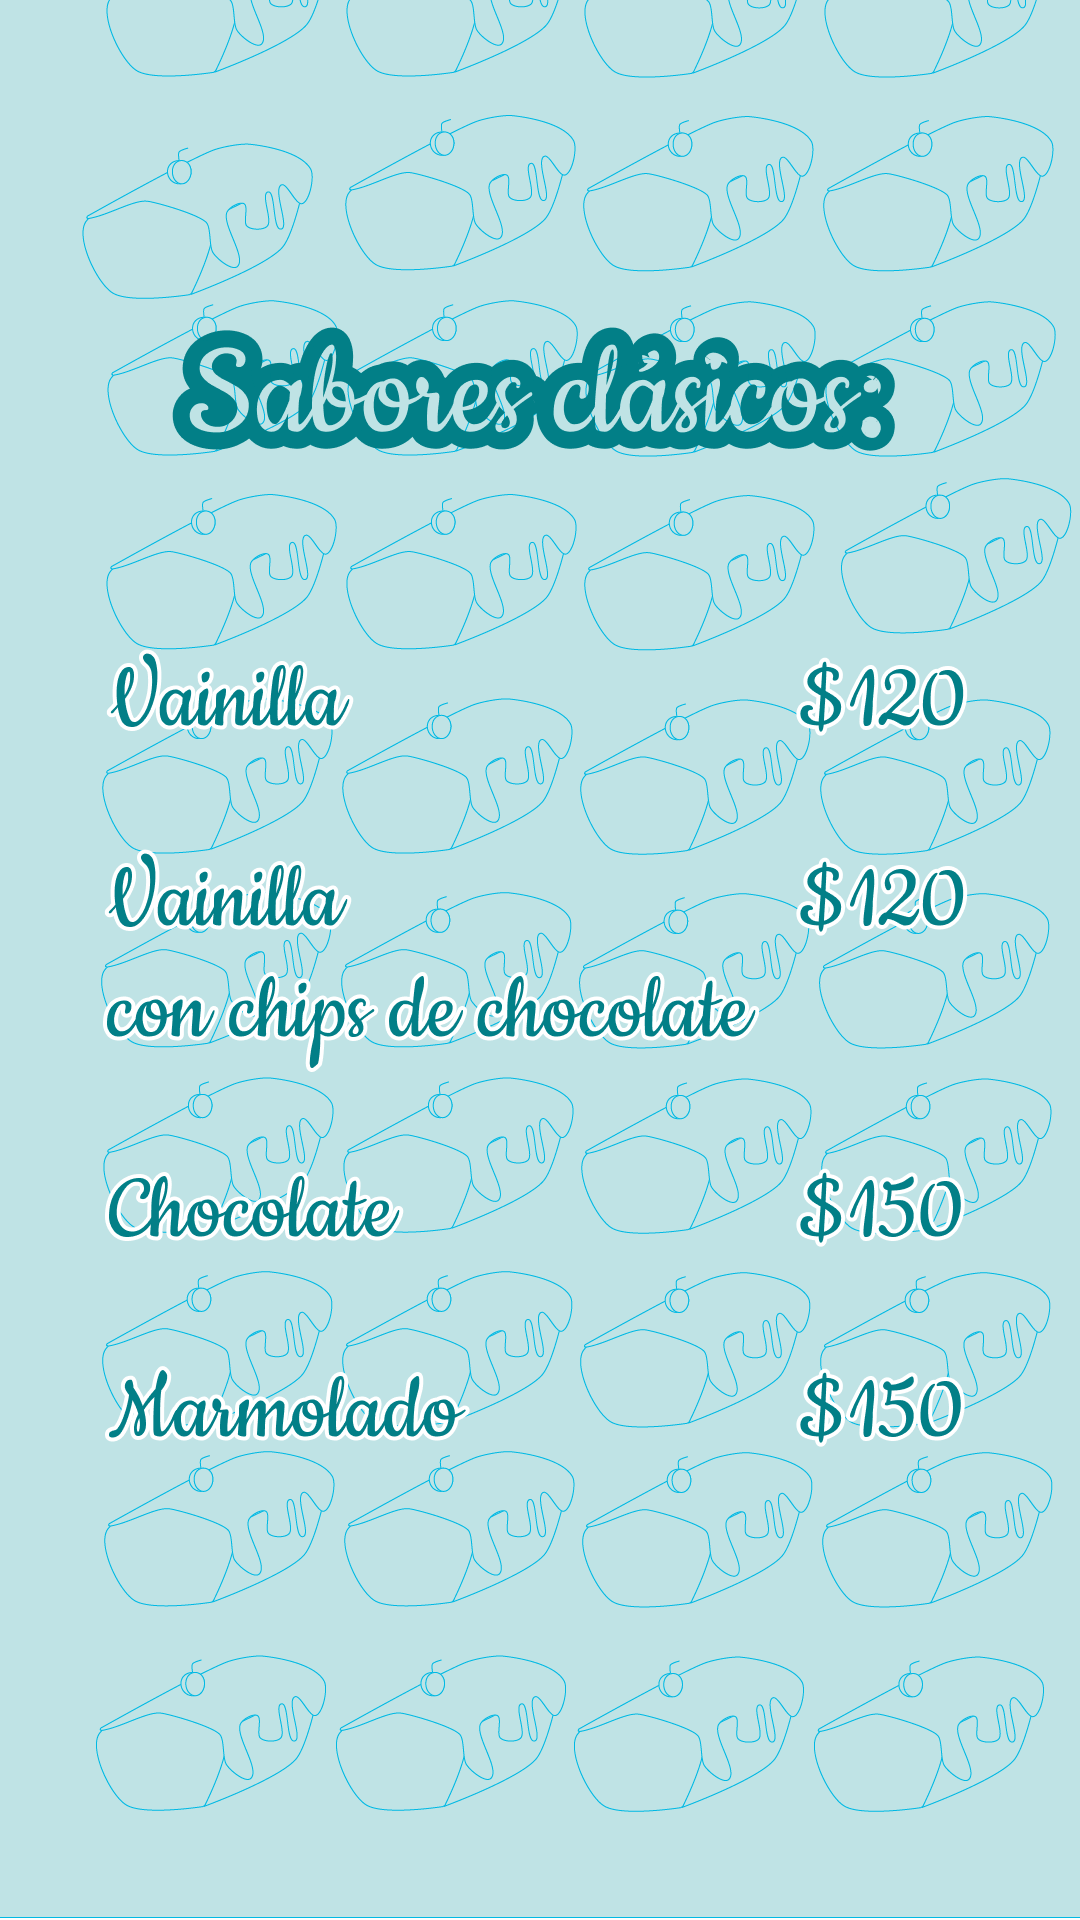 Sabores clásicos:
Vainilla $120
Vainilla $120
con chips de chocolate
Chocolate $150
Marmolado $150